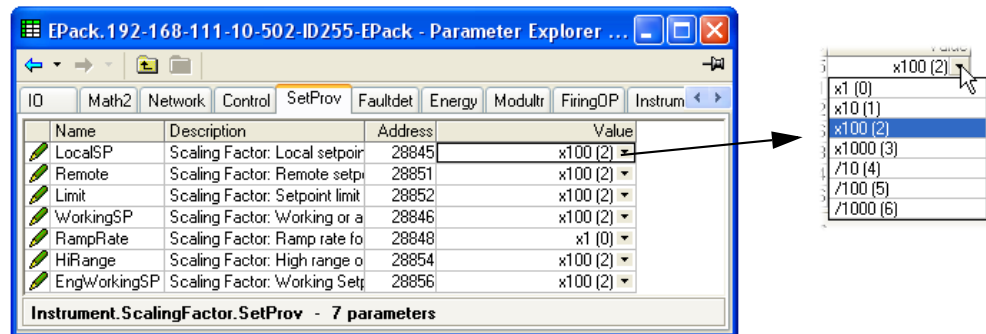 EPack.192-168-111-10-502-ID255-EPack - Parameter Explorer ...
IO Math2 Network Control SetProv Faultdet Energy Modultr FiringOP Instrum
Name Description Address Value
LocalSP Scaling Factor: Local setpoin 28845 x100 (2)
Remote Scaling Factor: Remote setp 28851 x100 (2)
Limit Scaling Factor: Setpoint limit 28852 x100 (2)
WorkingSP Scaling Factor: Working or a 28846 x100 (2)
RampRate Scaling Factor: Ramp rate fo 28848 x1 (0)
HiRange Scaling Factor: High range o 28854 x100 (2)
EngWorkingSP Scaling Factor: Working Setp 28856 x100 (2)
Instrument.ScalingFactor.SetProv - 7 parameters
x100 (2)
x1 (0)
x10 (1)
x100 (2)
x1000 (3)
/10 (4)
/100 (5)
/1000 (6)